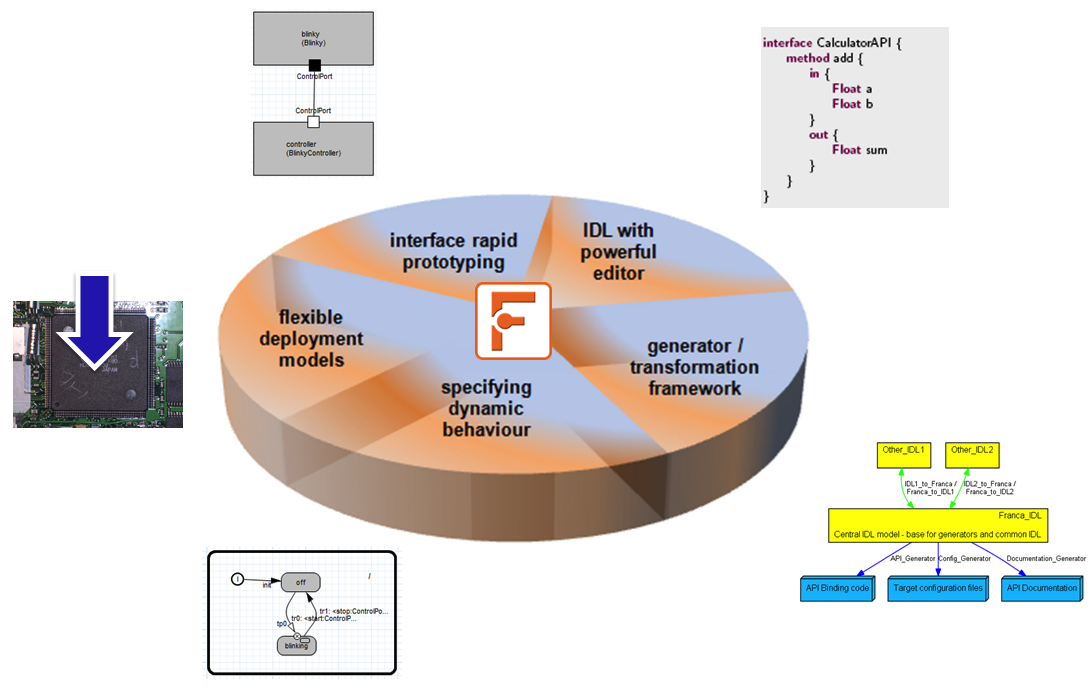 blinky
(Blinky)
ControlPort
ControlPort
controller
(BlinkyController)
interface CalculatorAPI {
method add {
in {
Float a
Float b
}
out {
Float sum
}
}
}
interface rapid
prototyping
IDL with
powerful
editor
flexible
deployment
models
generator /
transformation
framework
specifying
dynamic
behaviour
Other_IDL1
Other_IDL2
IDL1_to_Franca /
Franca_to_IDL1
IDL2_to_Franca /
Franca_to_IDL2
Franca_IDL
Central IDL model - base for generators and common IDL
API_Generator
Config_Generator
Documentation_Generator
API Binding code
Target configuration files
API Documentation
I
init
off
/
tr1: <stop:ControlPo...
tr0: <start:ControlP...
tp0
blinking